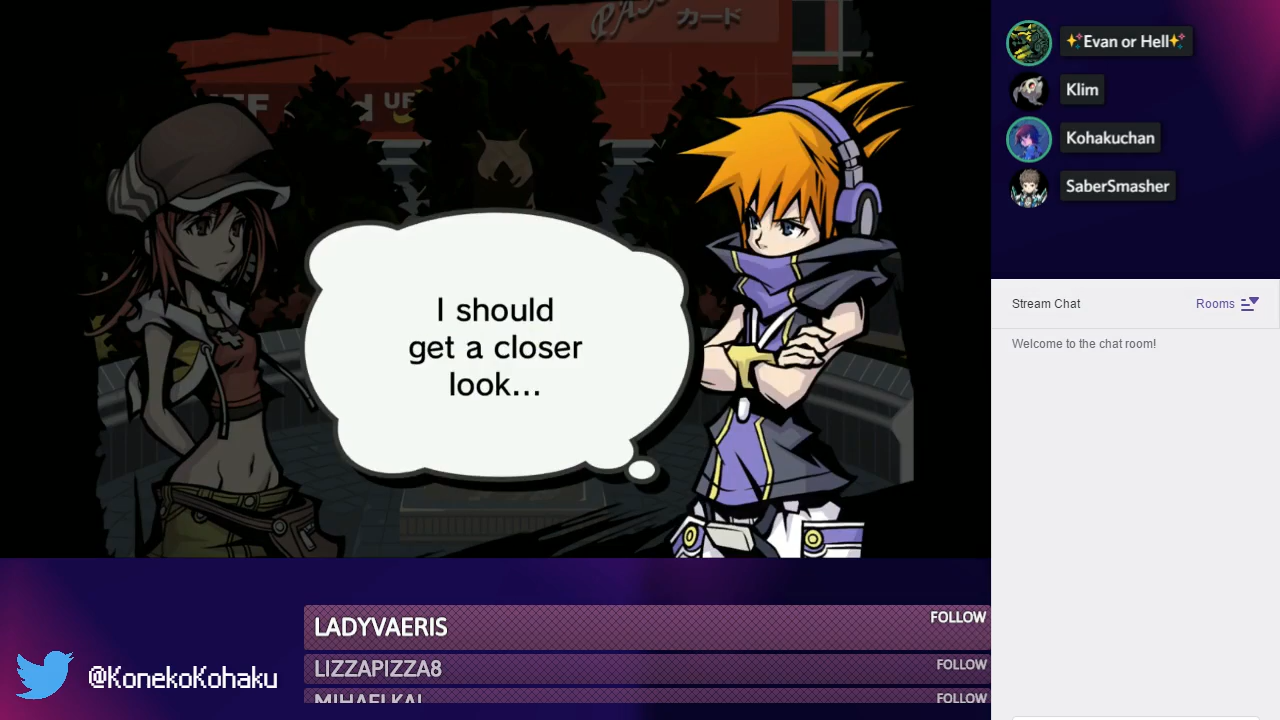 カード
I should
get a closer
look...
✨Evan or Hell✨
Klim
Kohakuchan
SaberSmasher
Stream Chat
Rooms
Welcome to the chat room!
LADYVAERIS
FOLLOW
LIZZAPIZZA8
FOLLOW
FOLLOW
@KonekoKohaku